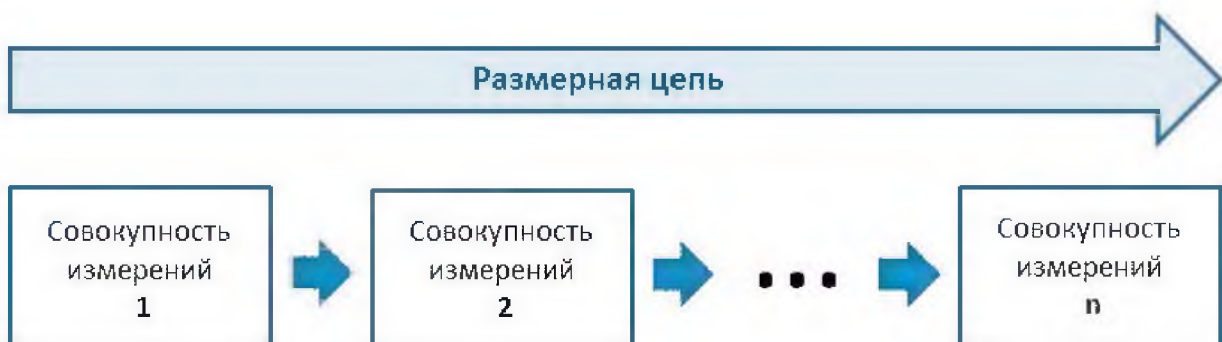 Размерная цепь
Совокупность
измерений
1
Совокупность
измерений
2
...
Совокупность
измерений
n